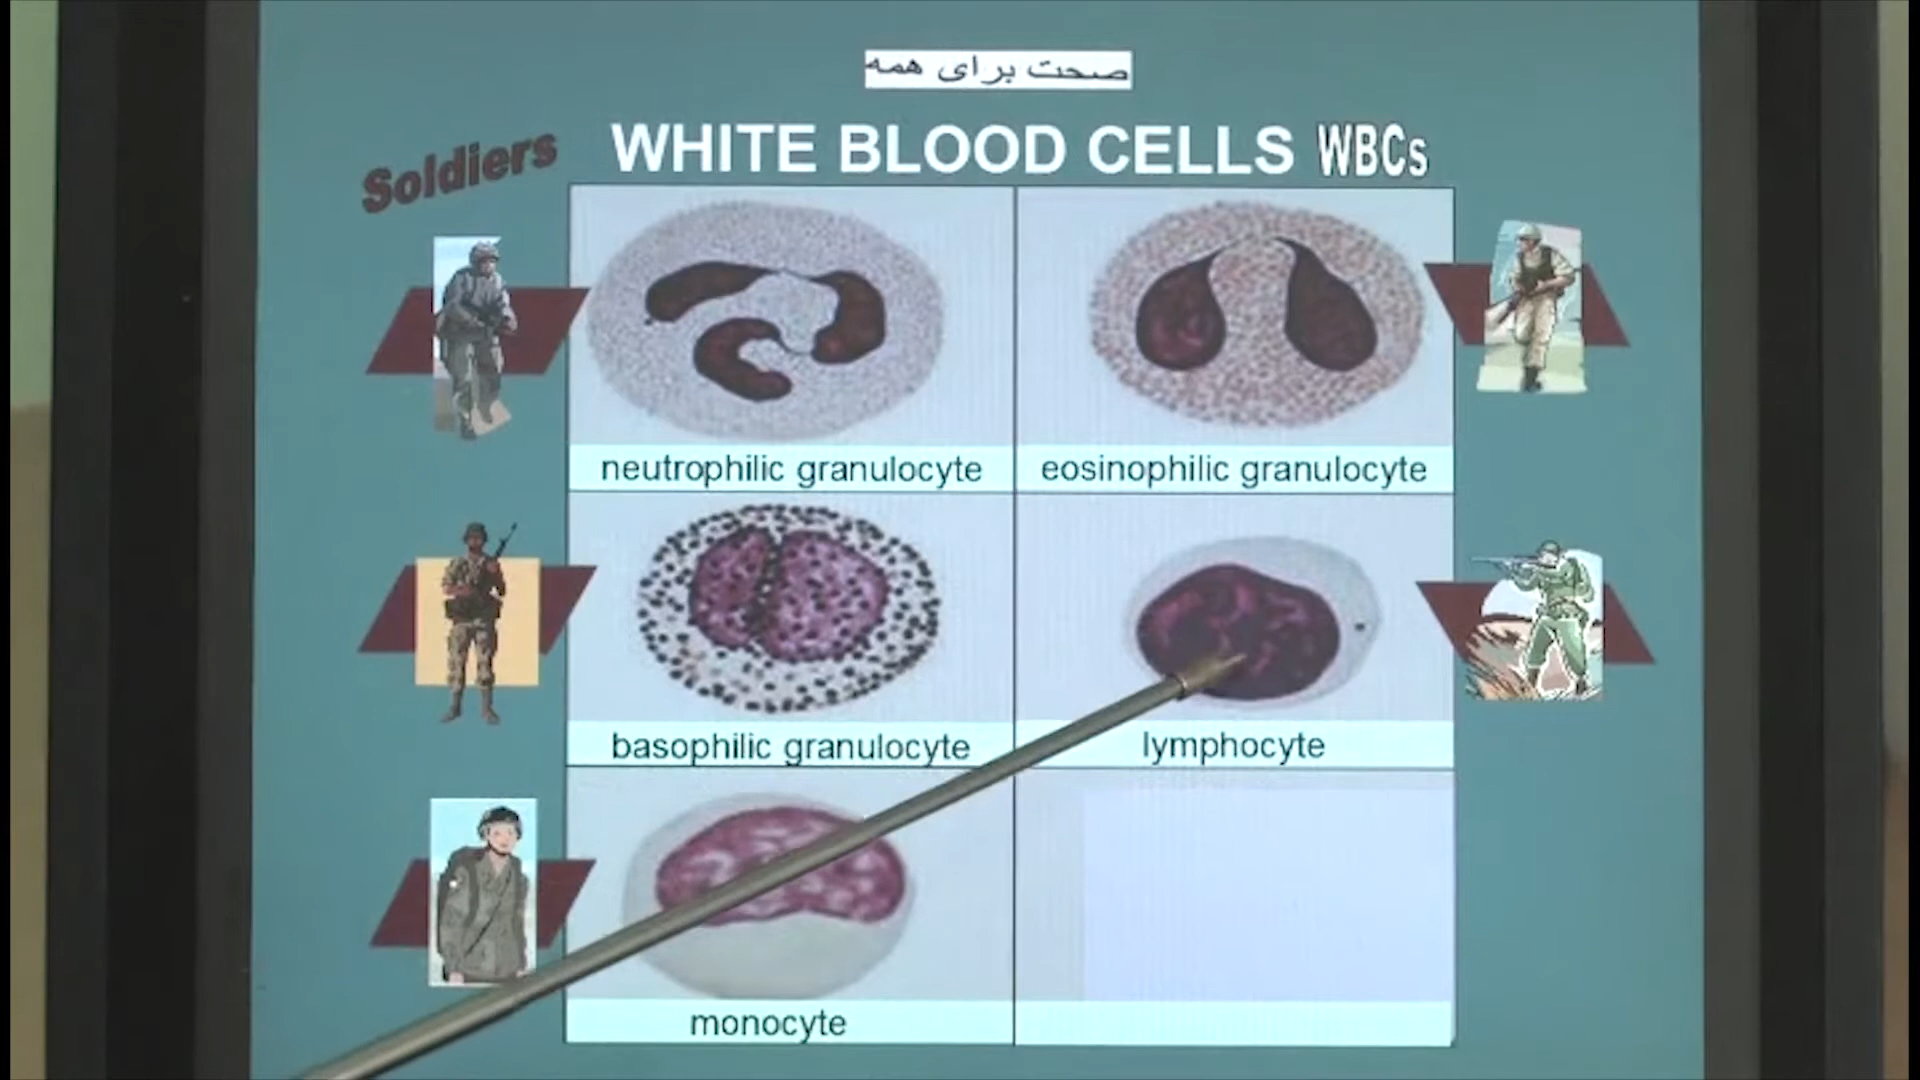 صحت برای همه
Soldiers
WHITE BLOOD CELLS WBCs
neutrophilic granulocyte
eosinophilic granulocyte
basophilic granulocyte
lymphocyte
monocyte